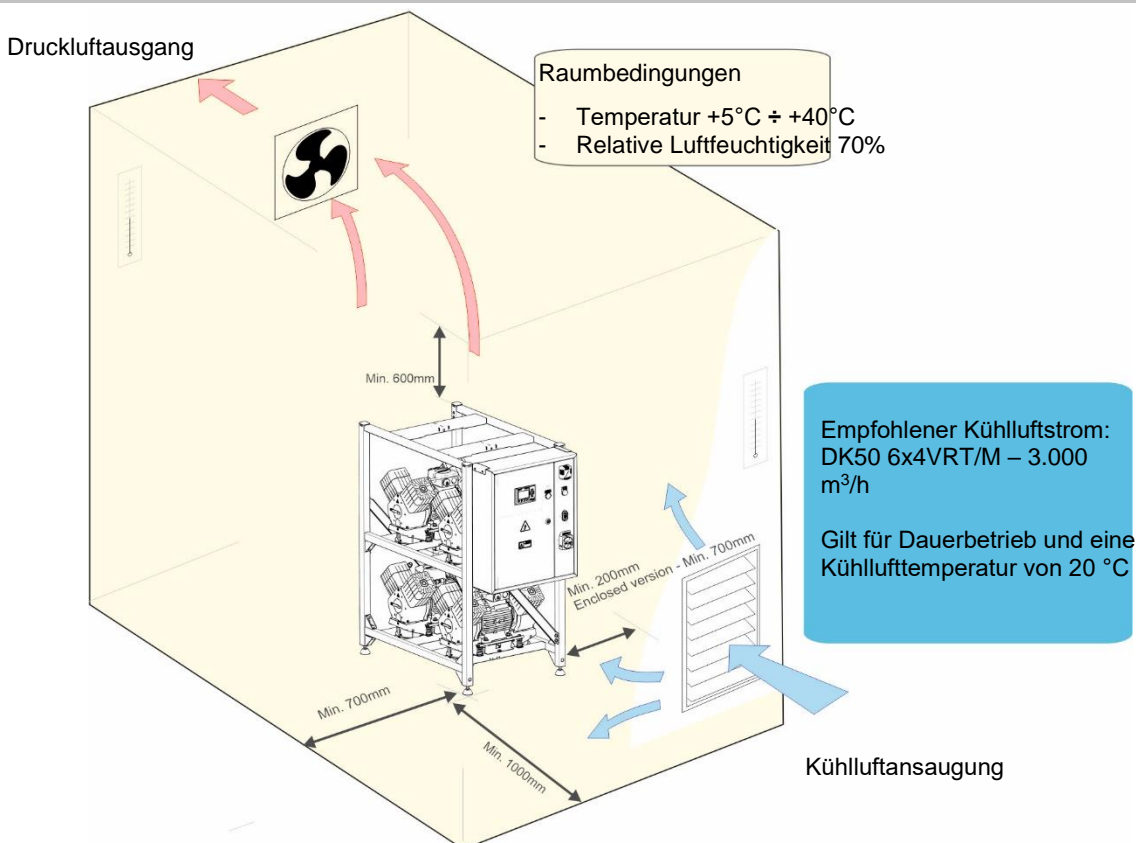 Druckluftausgang
Raumbedingungen
- Temperatur +5°C ÷ +40°C
- Relative Luftfeuchtigkeit 70%
Min. 600mm
Empfohlener Kühlluftstrom:
DK50 6x4VRT/M – 3.000
m³/h
Gilt für Dauerbetrieb und eine
Kühllufttemperatur von 20 °C
Min. 200mm
Enclosed version - Min. 700mm
Min. 700mm
Min. 1000mm
Kühlluftansaugung